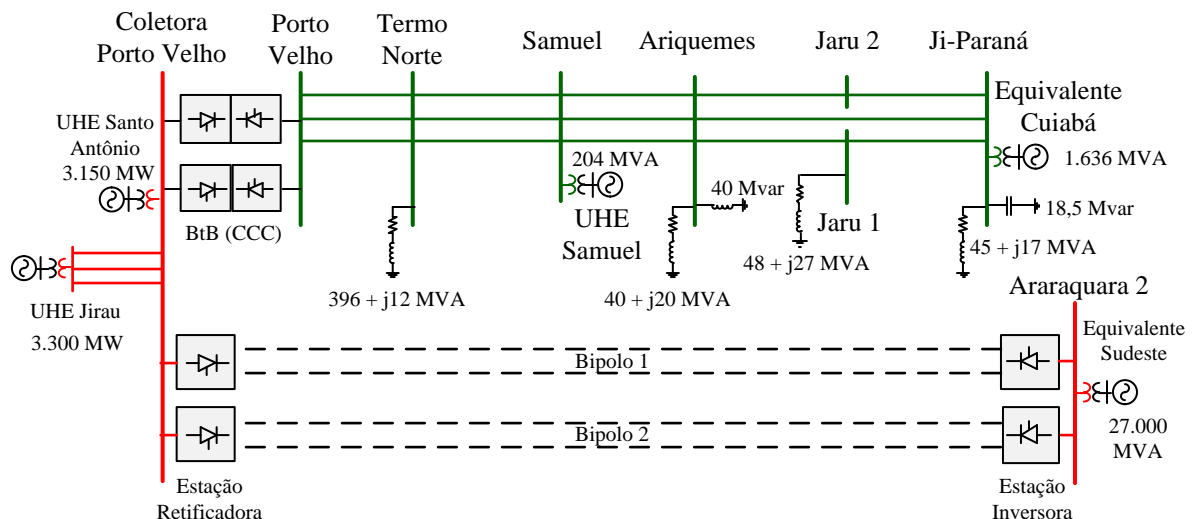 Coletora
Porto Velho
Porto
Velho
Termo
Norte
Samuel
Ariquemes
Jaru 2
Ji-Paraná
Equivalente
Cuiabá
1.636 MVA
UHE Santo
Antônio
3.150 MW
BtB (CCC)
204 MVA
UHE
Samuel
40 Mvar
Jaru 1
18,5 Mvar
396 + j12 MVA
40 + j20 MVA
48 + j27 MVA
45 + j17 MVA
UHE Jirau
3.300 MW
Araraquara 2
Equivalente
Sudeste
27.000
MVA
Bipolo 1
Bipolo 2
Estação
Retificadora
Estação
Inversora